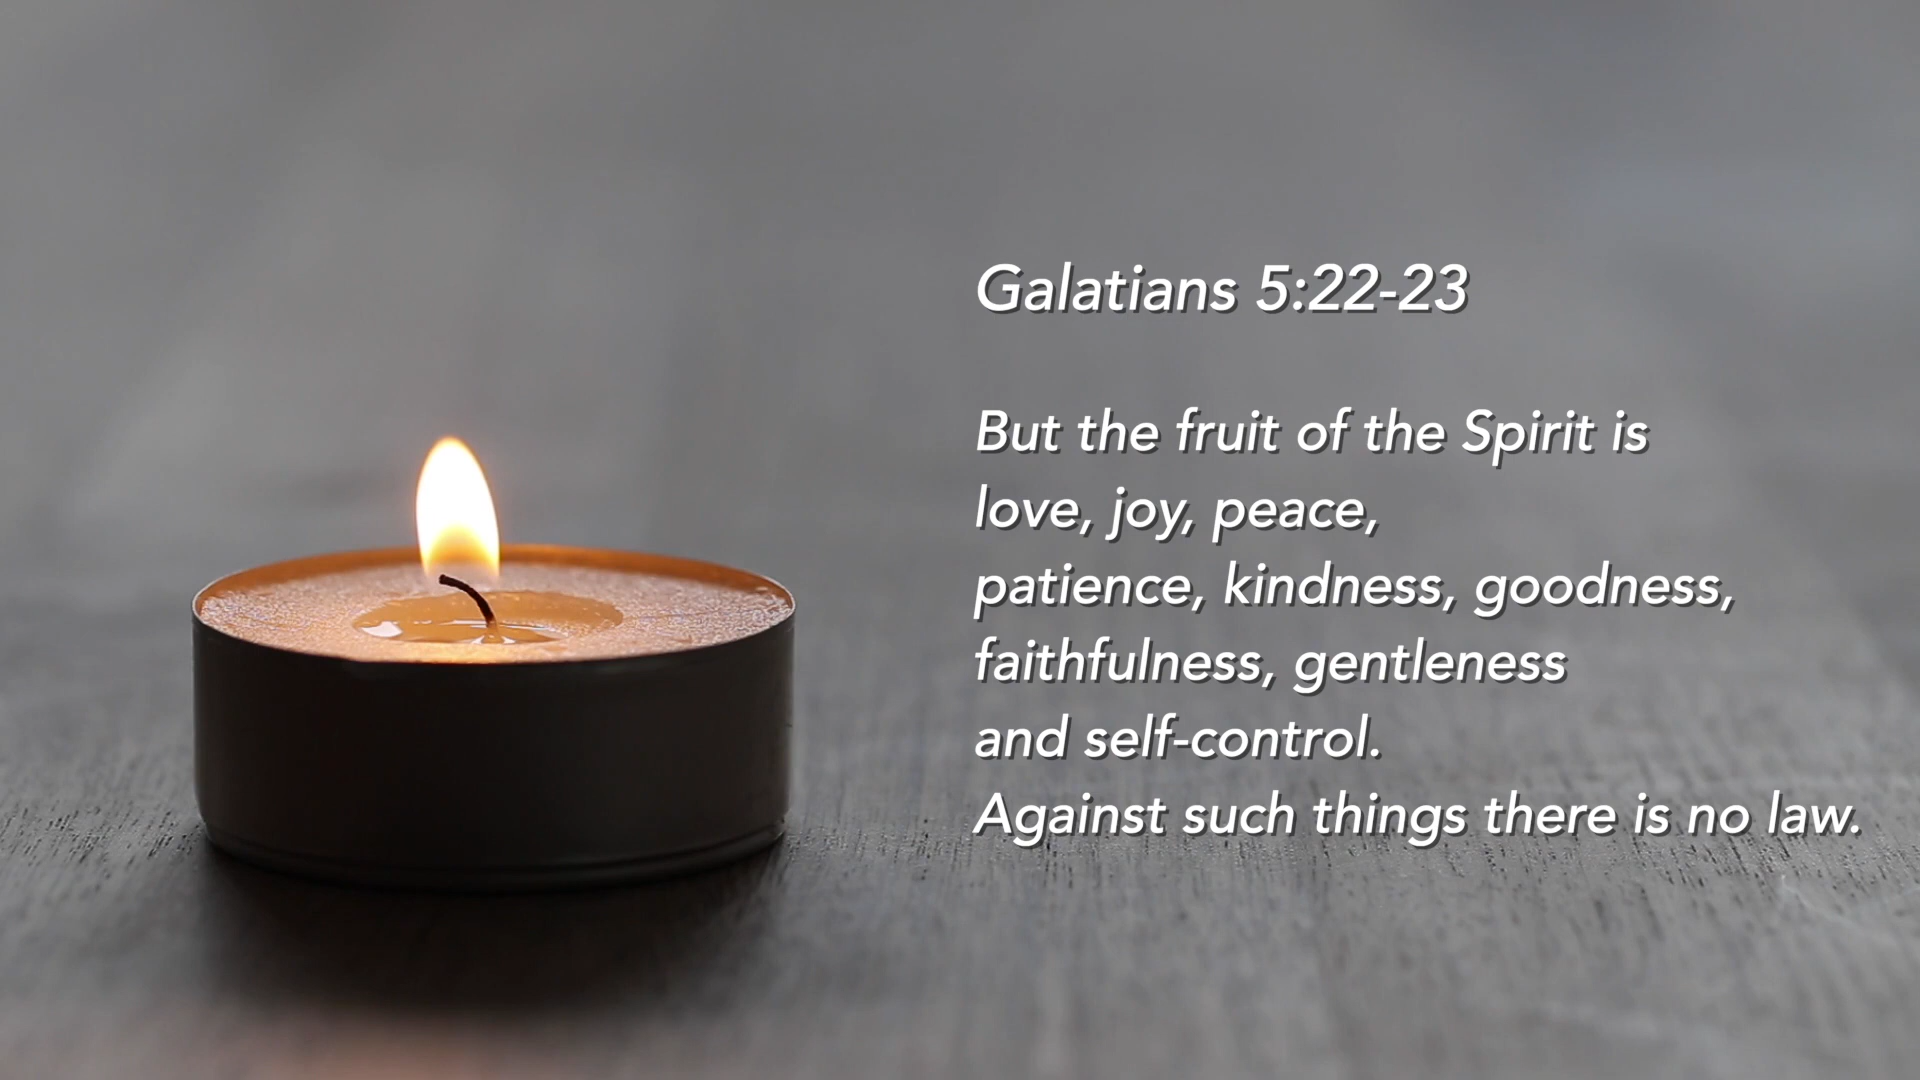 Galatians 5:22-23
But the fruit of the Spirit is
love, joy, peace,
patience, kindness, goodness,
faithfulness, gentleness
and self-control.
Against such things there is no law.